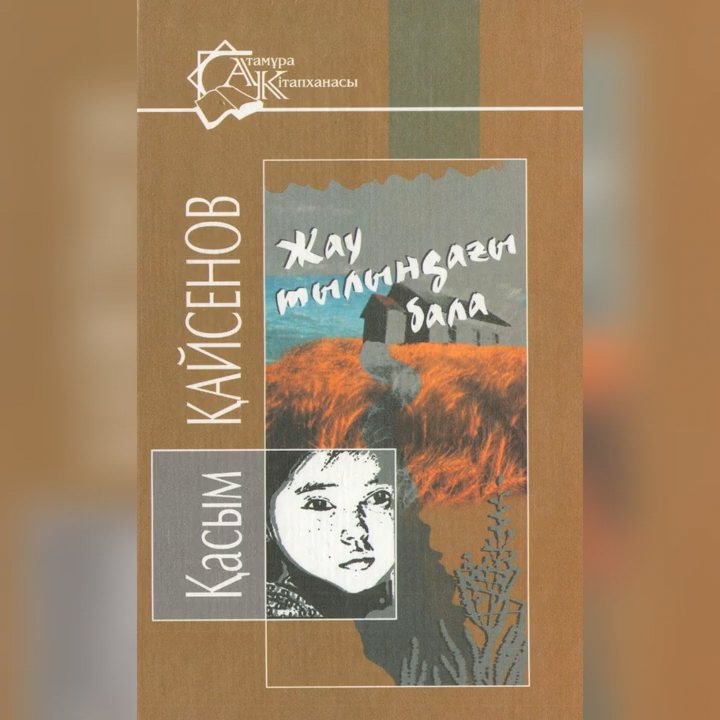 Атамұра
Кітапханасы
Қасым ҚАЙСЕНОВ
Жау
тылындағы
бала